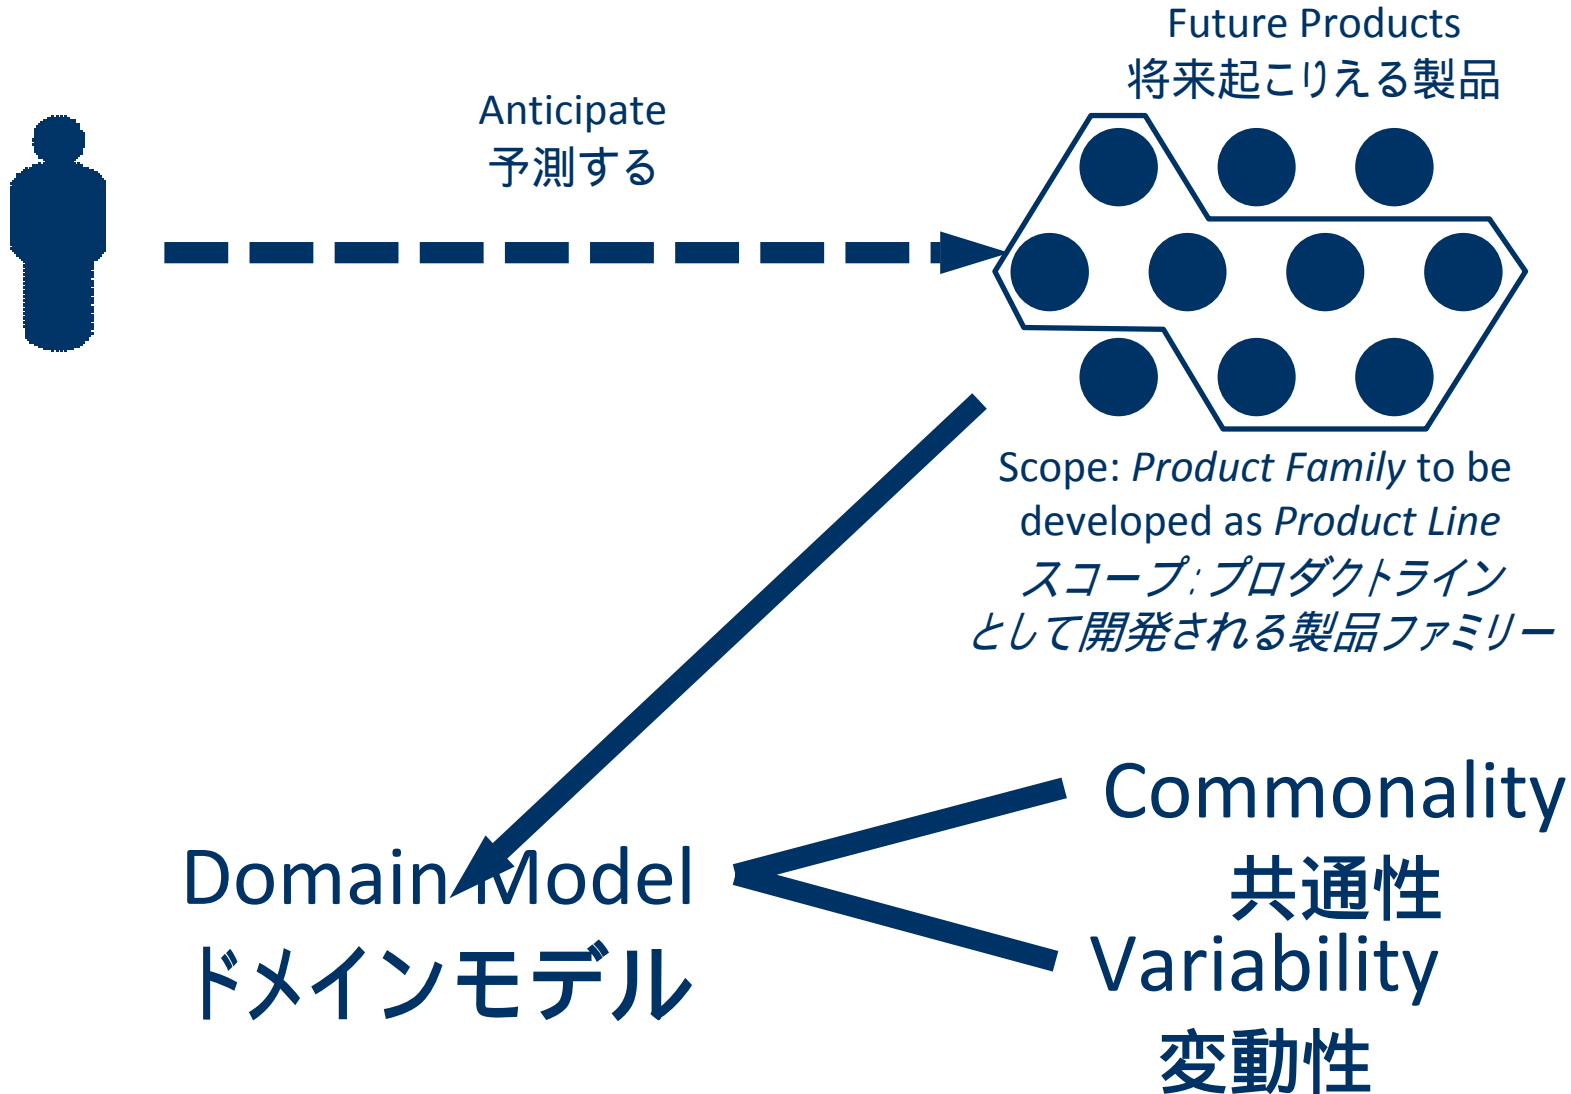 Future Products
将来起こりえる製品
Anticipate
予測する
Scope: Product Family to be
developed as Product Line
スコープ:プロダクトライン
として開発される製品ファミリー
Domain Model
ドメインモデル
Commonality
共通性
Variability
変動性